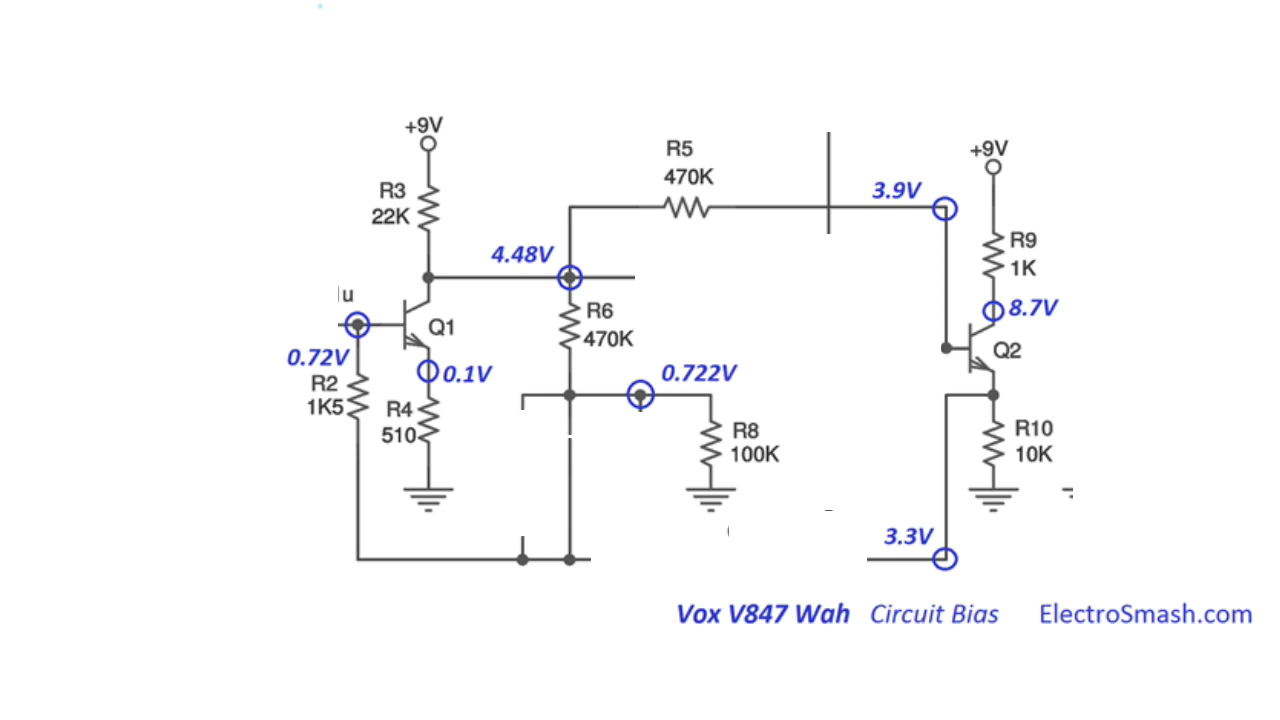 +9V
R3
22K
R5
470K
3.9V
+9V
R9
1K
4.48V
u
Q1
R6
470K
8.7V
Q2
0.72V
0.1V
0.722V
R2
1K5
R4
510
R8
100K
R10
10K
3.3V
Vox V847 Wah Circuit Bias ElectroSmash.com